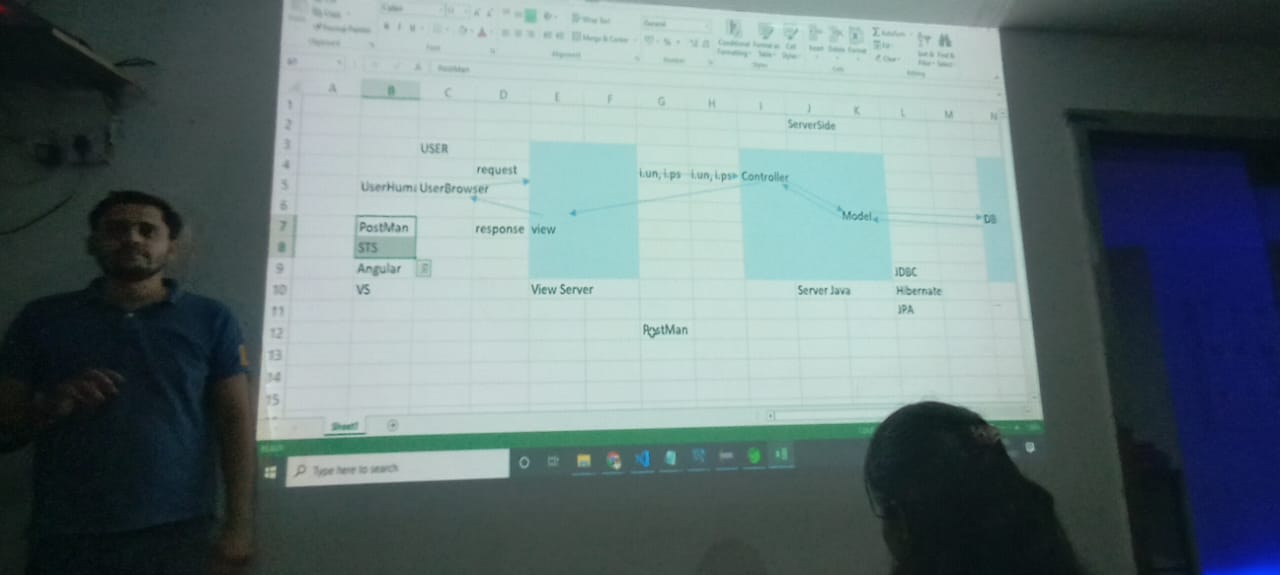 Wrap Text
General
Merge & Center
Conditional Formatting
Format as Table
Cell Styles
Insert Delete Format
AutoSum
Fill
Clear
Sort & Filter
Find & Select
Clipboard
Font
Alignment
Number
Styles
Cells
Editing
PostMan
A B C D E F G H I J K L M N
1
2 ServerSide
3 USER
4 request
5 UserHuma UserBrowser i.un, i.ps i.un, i.ps Controller
6 Model DB
7 PostMan response view
8 STS
9 Angular JDBC
10 VS View Server Server Java Hibernate
11 JPA
12 PostMan
13
14
15
Sheet1
Type here to search